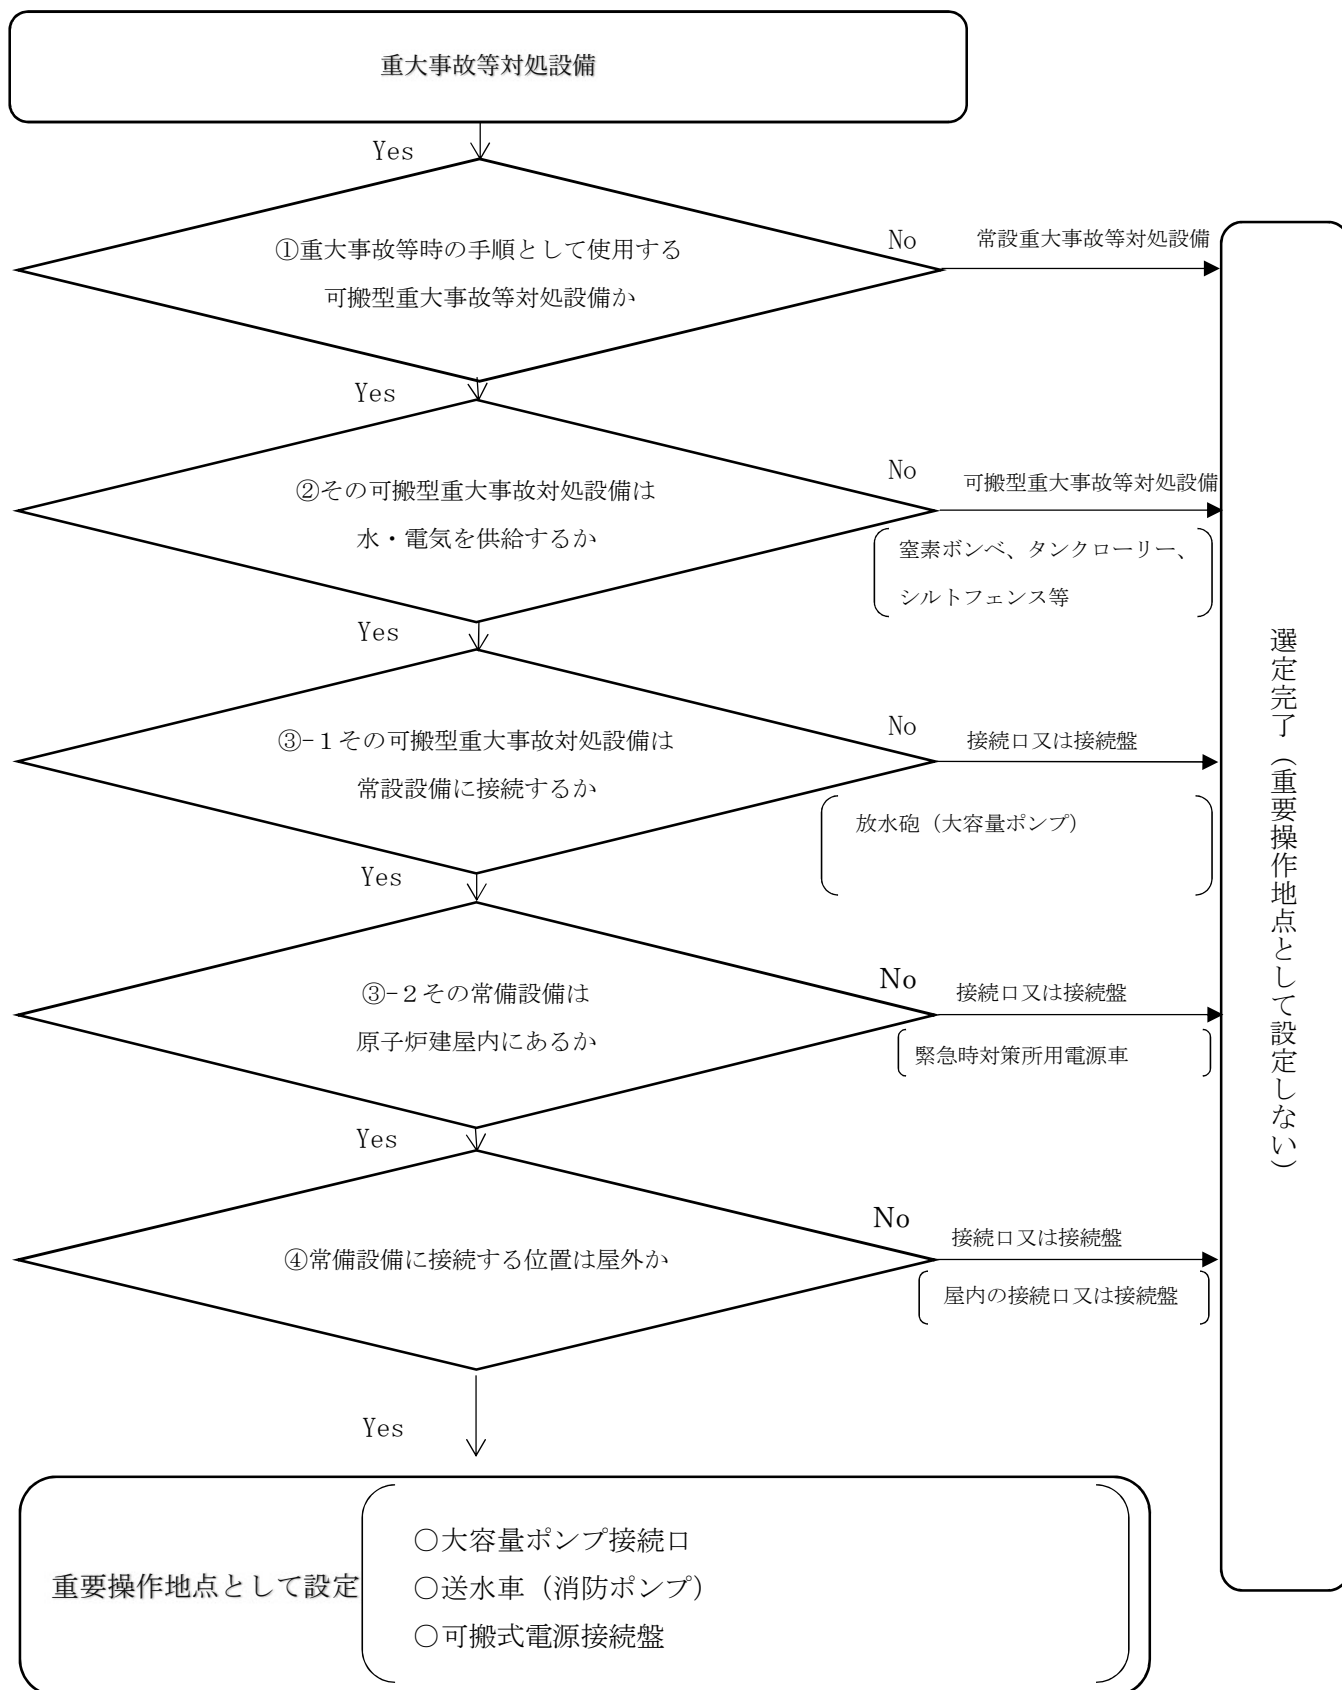 重大事故等対処設備
Yes
①重大事故等時の手順として使用する
可搬型重大事故等対処設備か
No
常設重大事故等対処設備
Yes
②その可搬型重大事故対処設備は
水・電気を供給するか
No
可搬型重大事故等対処設備
窒素ボンベ、タンクローリー、
シルトフェンス等
Yes
③-１その可搬型重大事故対処設備は
常設設備に接続するか
No
接続口又は接続盤
放水砲（大容量ポンプ）
Yes
③-２その常備設備は
原子炉建屋内にあるか
No
接続口又は接続盤
緊急時対策所用電源車
Yes
④常備設備に接続する位置は屋外か
No
接続口又は接続盤
屋内の接続口又は接続盤
Yes
選定完了（重要操作地点として設定しない）
重要操作地点として設定
○大容量ポンプ接続口
○送水車（消防ポンプ）
○可搬式電源接続盤